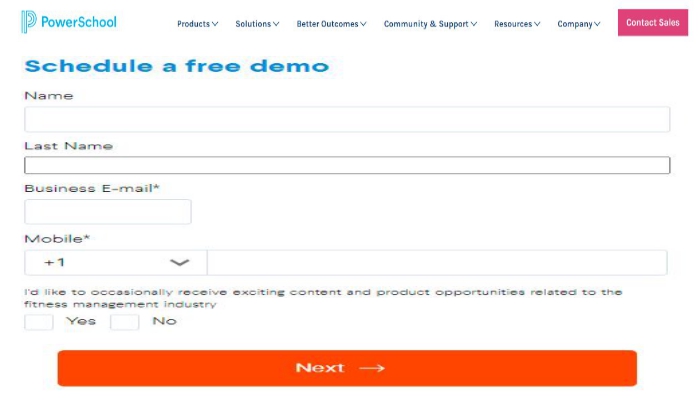 PowerSchool Products Solutions Better Outcomes Community & Support Resources Company Contact Sales
Schedule a free demo
Name
Last Name
Business E-mail*
Mobile*
+1
I'd like to occasionally receive exciting content and product opportunities related to the
fitness management industry
Yes No
Next →